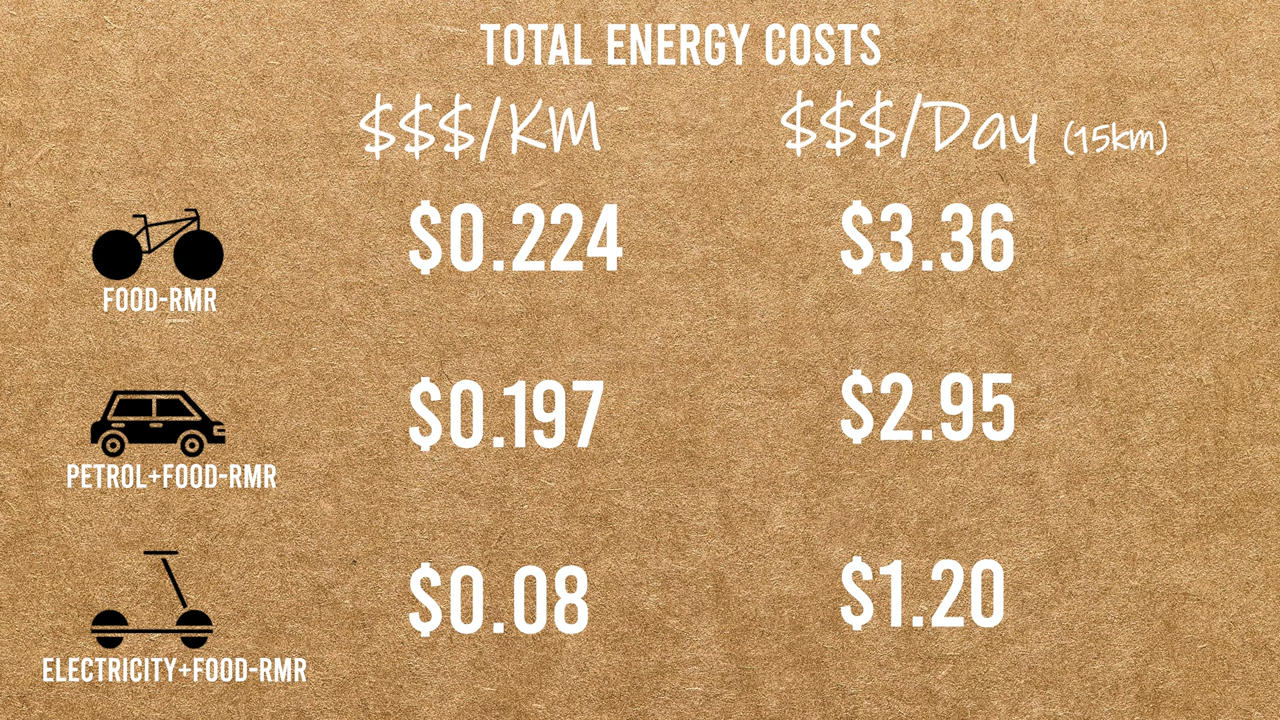 TOTAL ENERGY COSTS
$$$/KM $$$/Day (15km)
$0.224 $3.36
FOOD-RMR
$0.197 $2.95
PETROL+FOOD-RMR
$0.08 $1.20
ELECTRICITY+FOOD-RMR